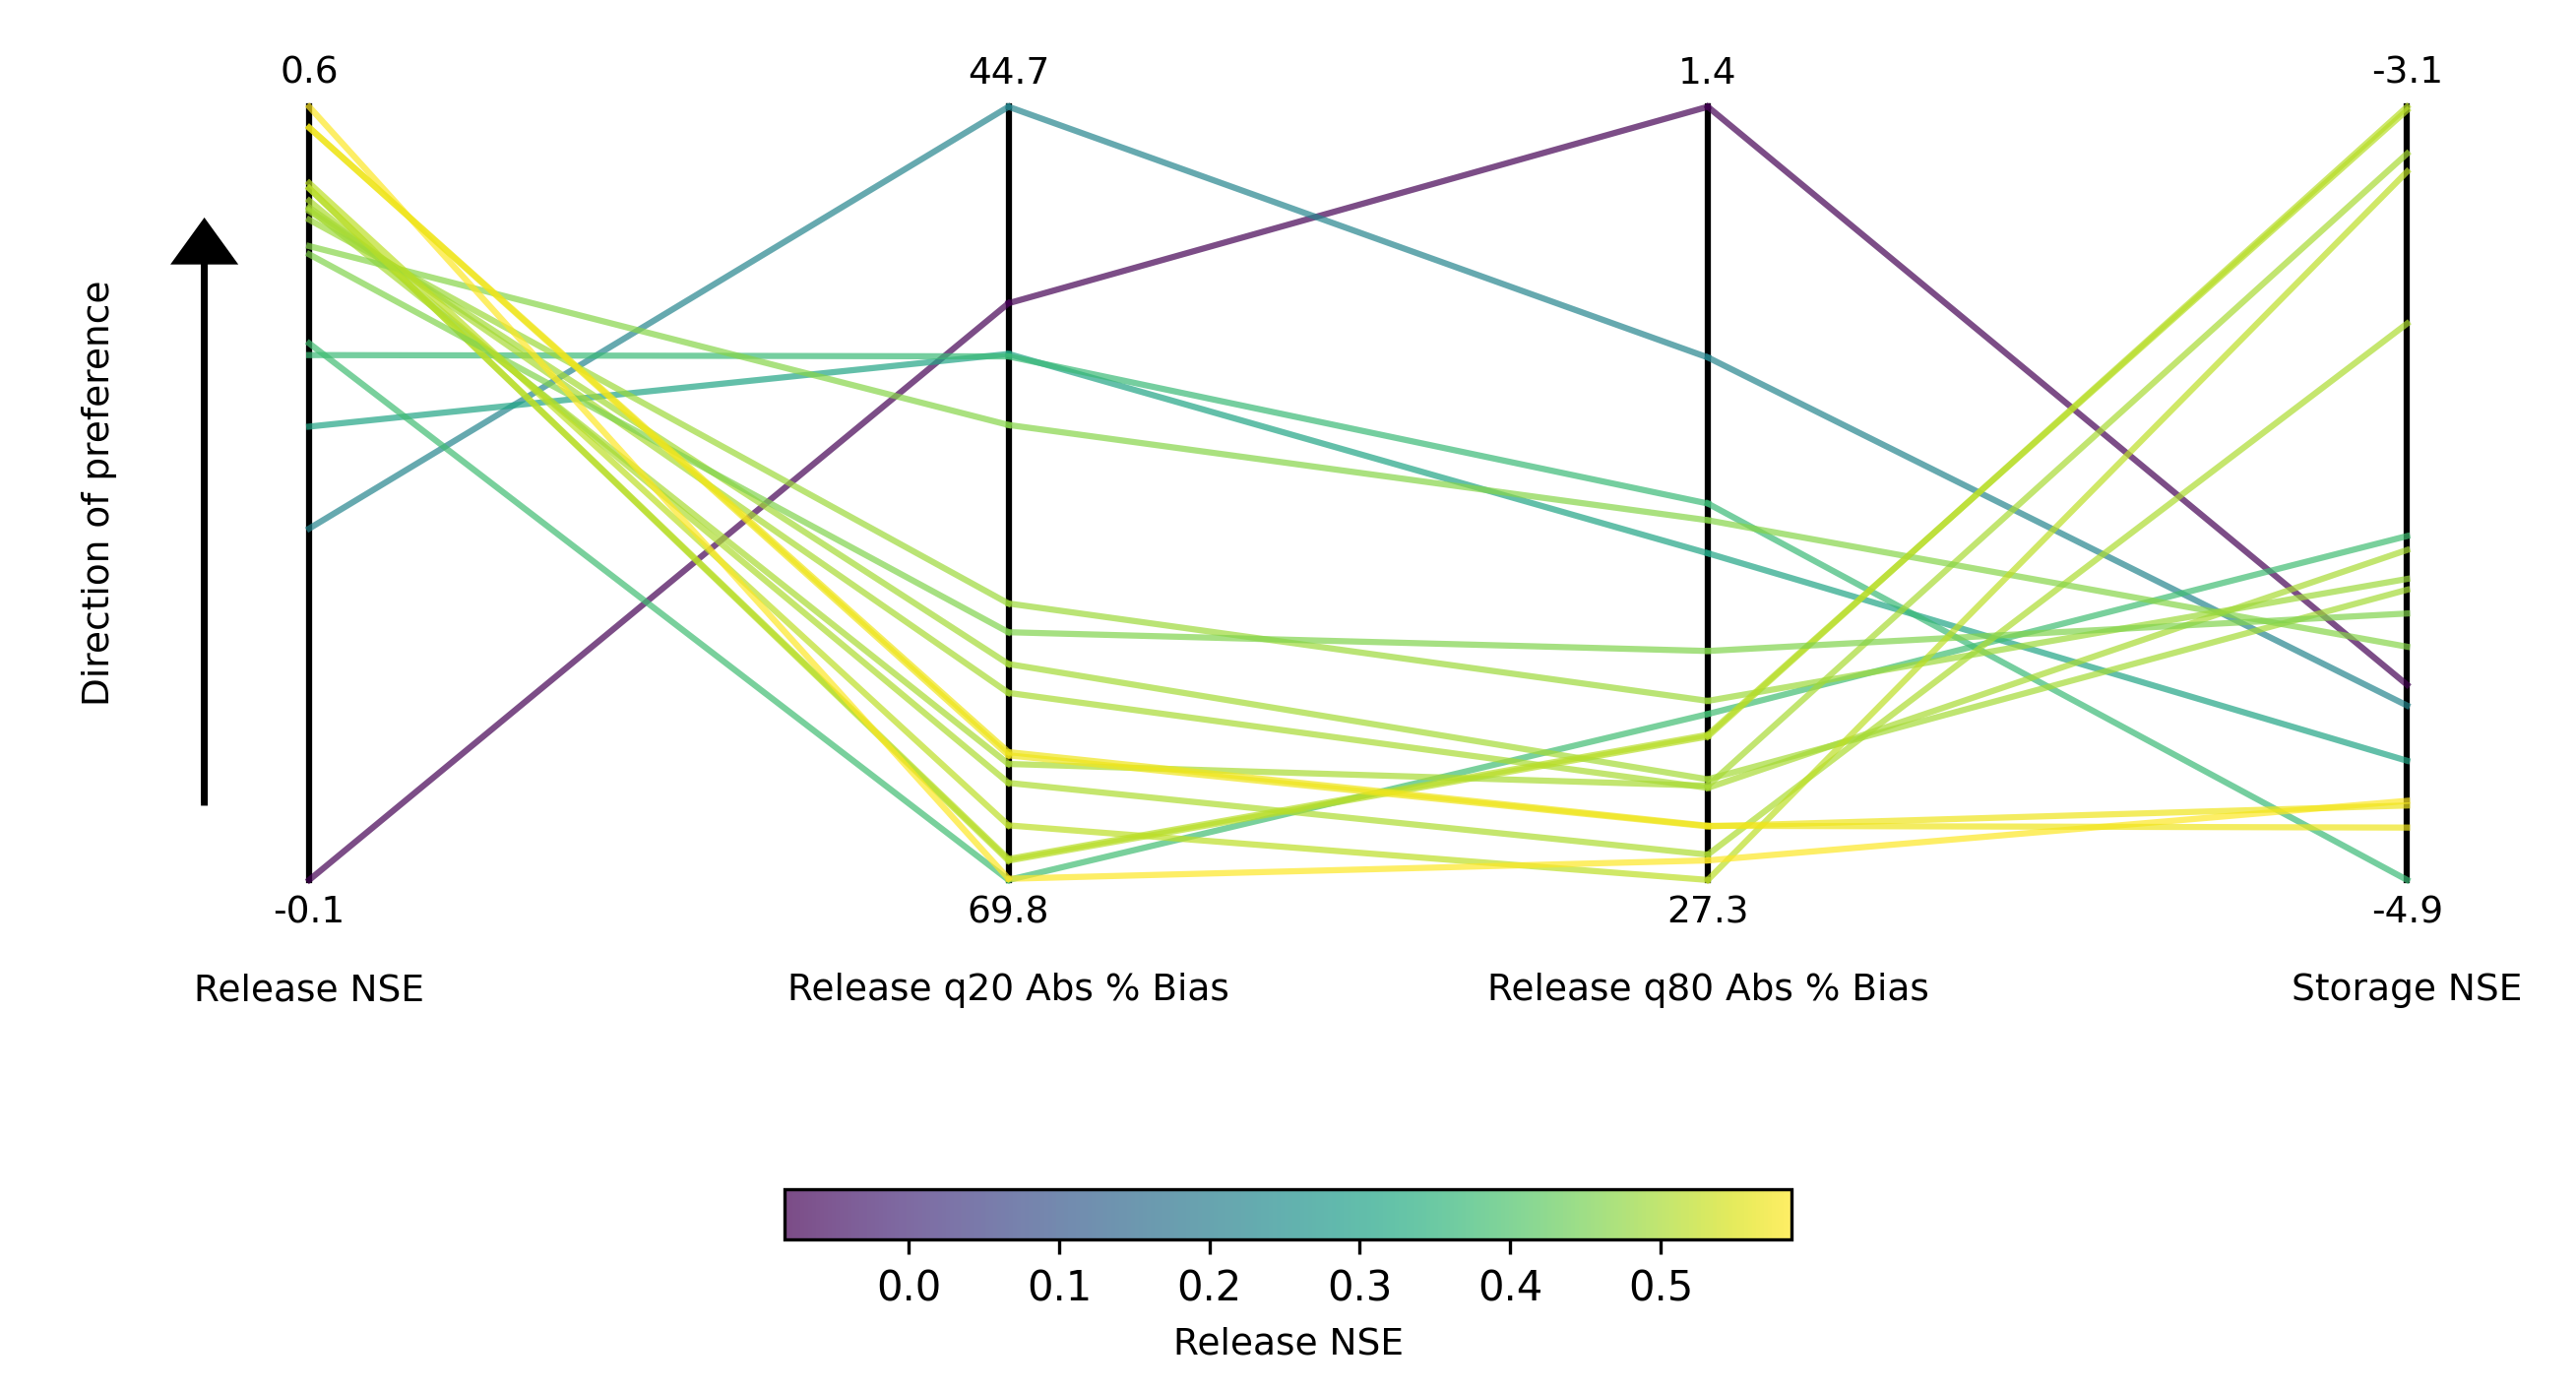 0.6
44.7
1.4
-3.1
Direction of preference
-0.1
69.8
27.3
-4.9
Release NSE
Release q20 Abs % Bias
Release q80 Abs % Bias
Storage NSE
0.0
0.1
0.2
0.3
0.4
0.5
Release NSE